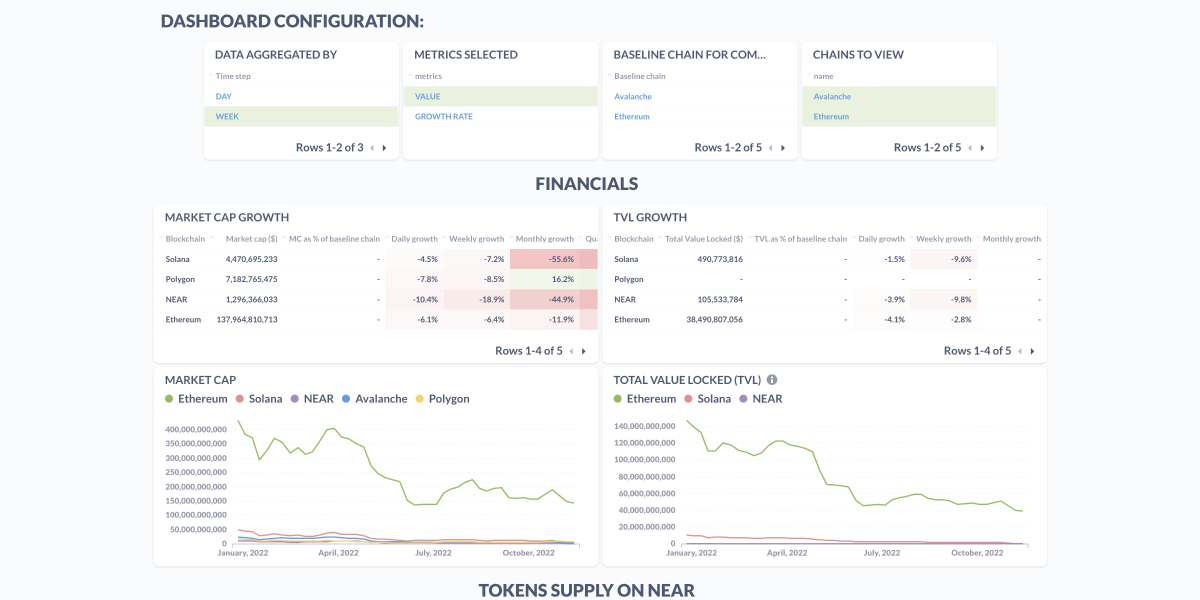 DASHBOARD CONFIGURATION:
DATA AGGREGATED BY
Time step
DAY
WEEK
Rows 1-2 of 3
METRICS SELECTED
metrics
VALUE
GROWTH RATE
BASELINE CHAIN FOR COM...
Baseline chain
Avalanche
Ethereum
Rows 1-2 of 5
CHAINS TO VIEW
name
Avalanche
Ethereum
Rows 1-2 of 5
FINANCIALS
MARKET CAP GROWTH
Blockchain Market cap ($) MC as % of baseline chain Daily growth Weekly growth Monthly growth Qu
Solana 4,470,695,233 - -4.5% -7.2% -55.6%
Polygon 7,182,765,475 - -7.8% -8.5% 16.2%
NEAR 1,296,366,033 - -10.4% -18.9% -44.9%
Ethereum 137,964,810,713 - -6.1% -6.4% -11.9%
Rows 1-4 of 5
TVL GROWTH
Blockchain Total Value Locked ($) TVL as % of baseline chain Daily growth Weekly growth Monthly growth
Solana 490,773,816 - -1.5% -9.6% -
Polygon - - - - -
NEAR 105,533,784 - -3.9% -9.8% -
Ethereum 38,490,807,056 - -4.1% -2.8% -
Rows 1-4 of 5
MARKET CAP
Ethereum Solana NEAR Avalanche Polygon
400,000,000,000
350,000,000,000
300,000,000,000
250,000,000,000
200,000,000,000
150,000,000,000
100,000,000,000
50,000,000,000
0
January, 2022 April, 2022 July, 2022 October, 2022
TOTAL VALUE LOCKED (TVL)
Ethereum Solana NEAR
140,000,000,000
120,000,000,000
100,000,000,000
80,000,000,000
60,000,000,000
40,000,000,000
20,000,000,000
0
January, 2022 April, 2022 July, 2022 October, 2022
TOKENS SUPPLY ON NEAR